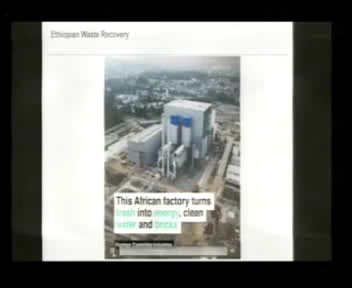 Ethiopian Waste Recovery
This African factory turns
trash into energy, clean
water and bricks